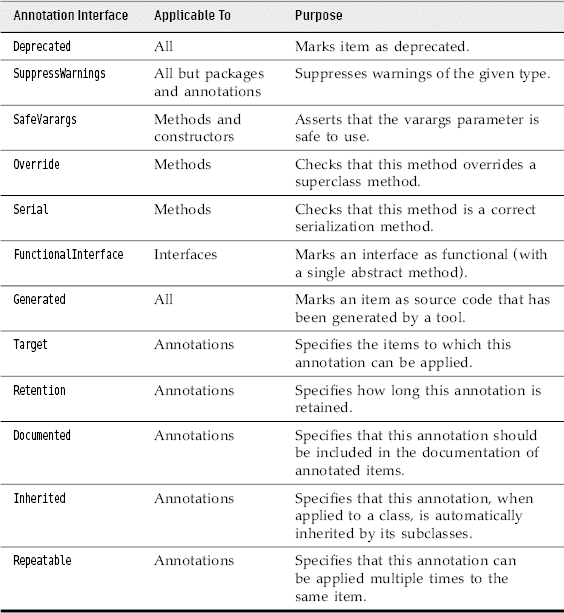 Annotation Interface Applicable To Purpose
Deprecated All Marks item as deprecated.
SuppressWarnings All but packages Suppresses warnings of the given type.
and annotations
SafeVarargs Methods and Asserts that the varargs parameter is
constructors safe to use.
Override Methods Checks that this method overrides a
superclass method.
Serial Methods Checks that this method is a correct
serialization method.
FunctionalInterface Interfaces Marks an interface as functional (with
a single abstract method).
Generated All Marks an item as source code that has
been generated by a tool.
Target Annotations Specifies the items to which this
annotation can be applied.
Retention Annotations Specifies how long this annotation is
retained.
Documented Annotations Specifies that this annotation should
be included in the documentation of
annotated items.
Inherited Annotations Specifies that this annotation, when
applied to a class, is automatically
inherited by its subclasses.
Repeatable Annotations Specifies that this annotation can
be applied multiple times to the
same item.